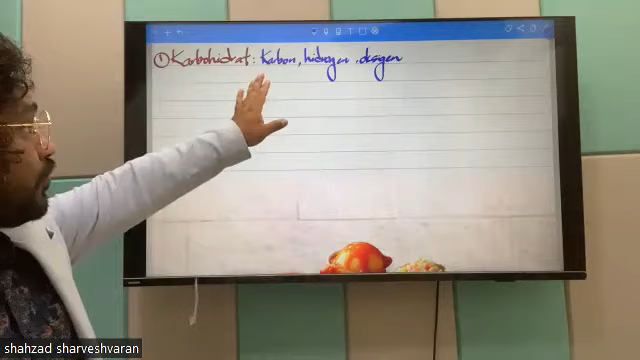 ① Karbohidrat : Karbon, hidrogen, oksigen
shahzad sharveshvaran